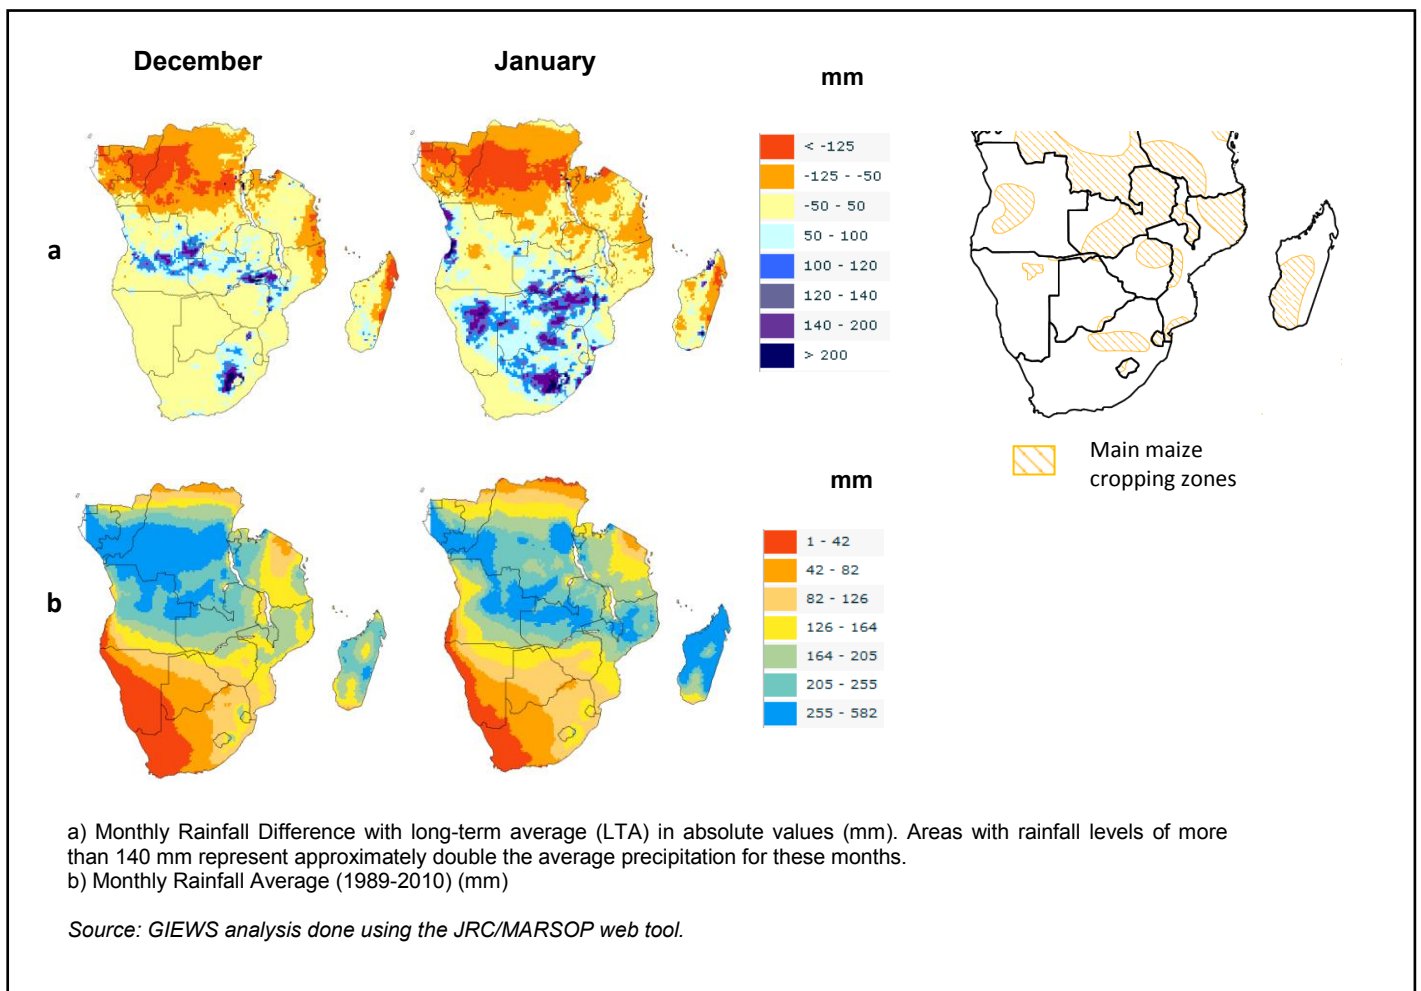 December
January
mm
a
< -125
-125 - -50
-50 - 50
50 - 100
100 - 120
120 - 140
140 - 200
> 200
Main maize
cropping zones
mm
b
1 - 42
42 - 82
82 - 126
126 - 164
164 - 205
205 - 255
255 - 582
a) Monthly Rainfall Difference with long-term average (LTA) in absolute values (mm). Areas with rainfall levels of more
than 140 mm represent approximately double the average precipitation for these months.
b) Monthly Rainfall Average (1989-2010) (mm)
Source: GIEWS analysis done using the JRC/MARSOP web tool.